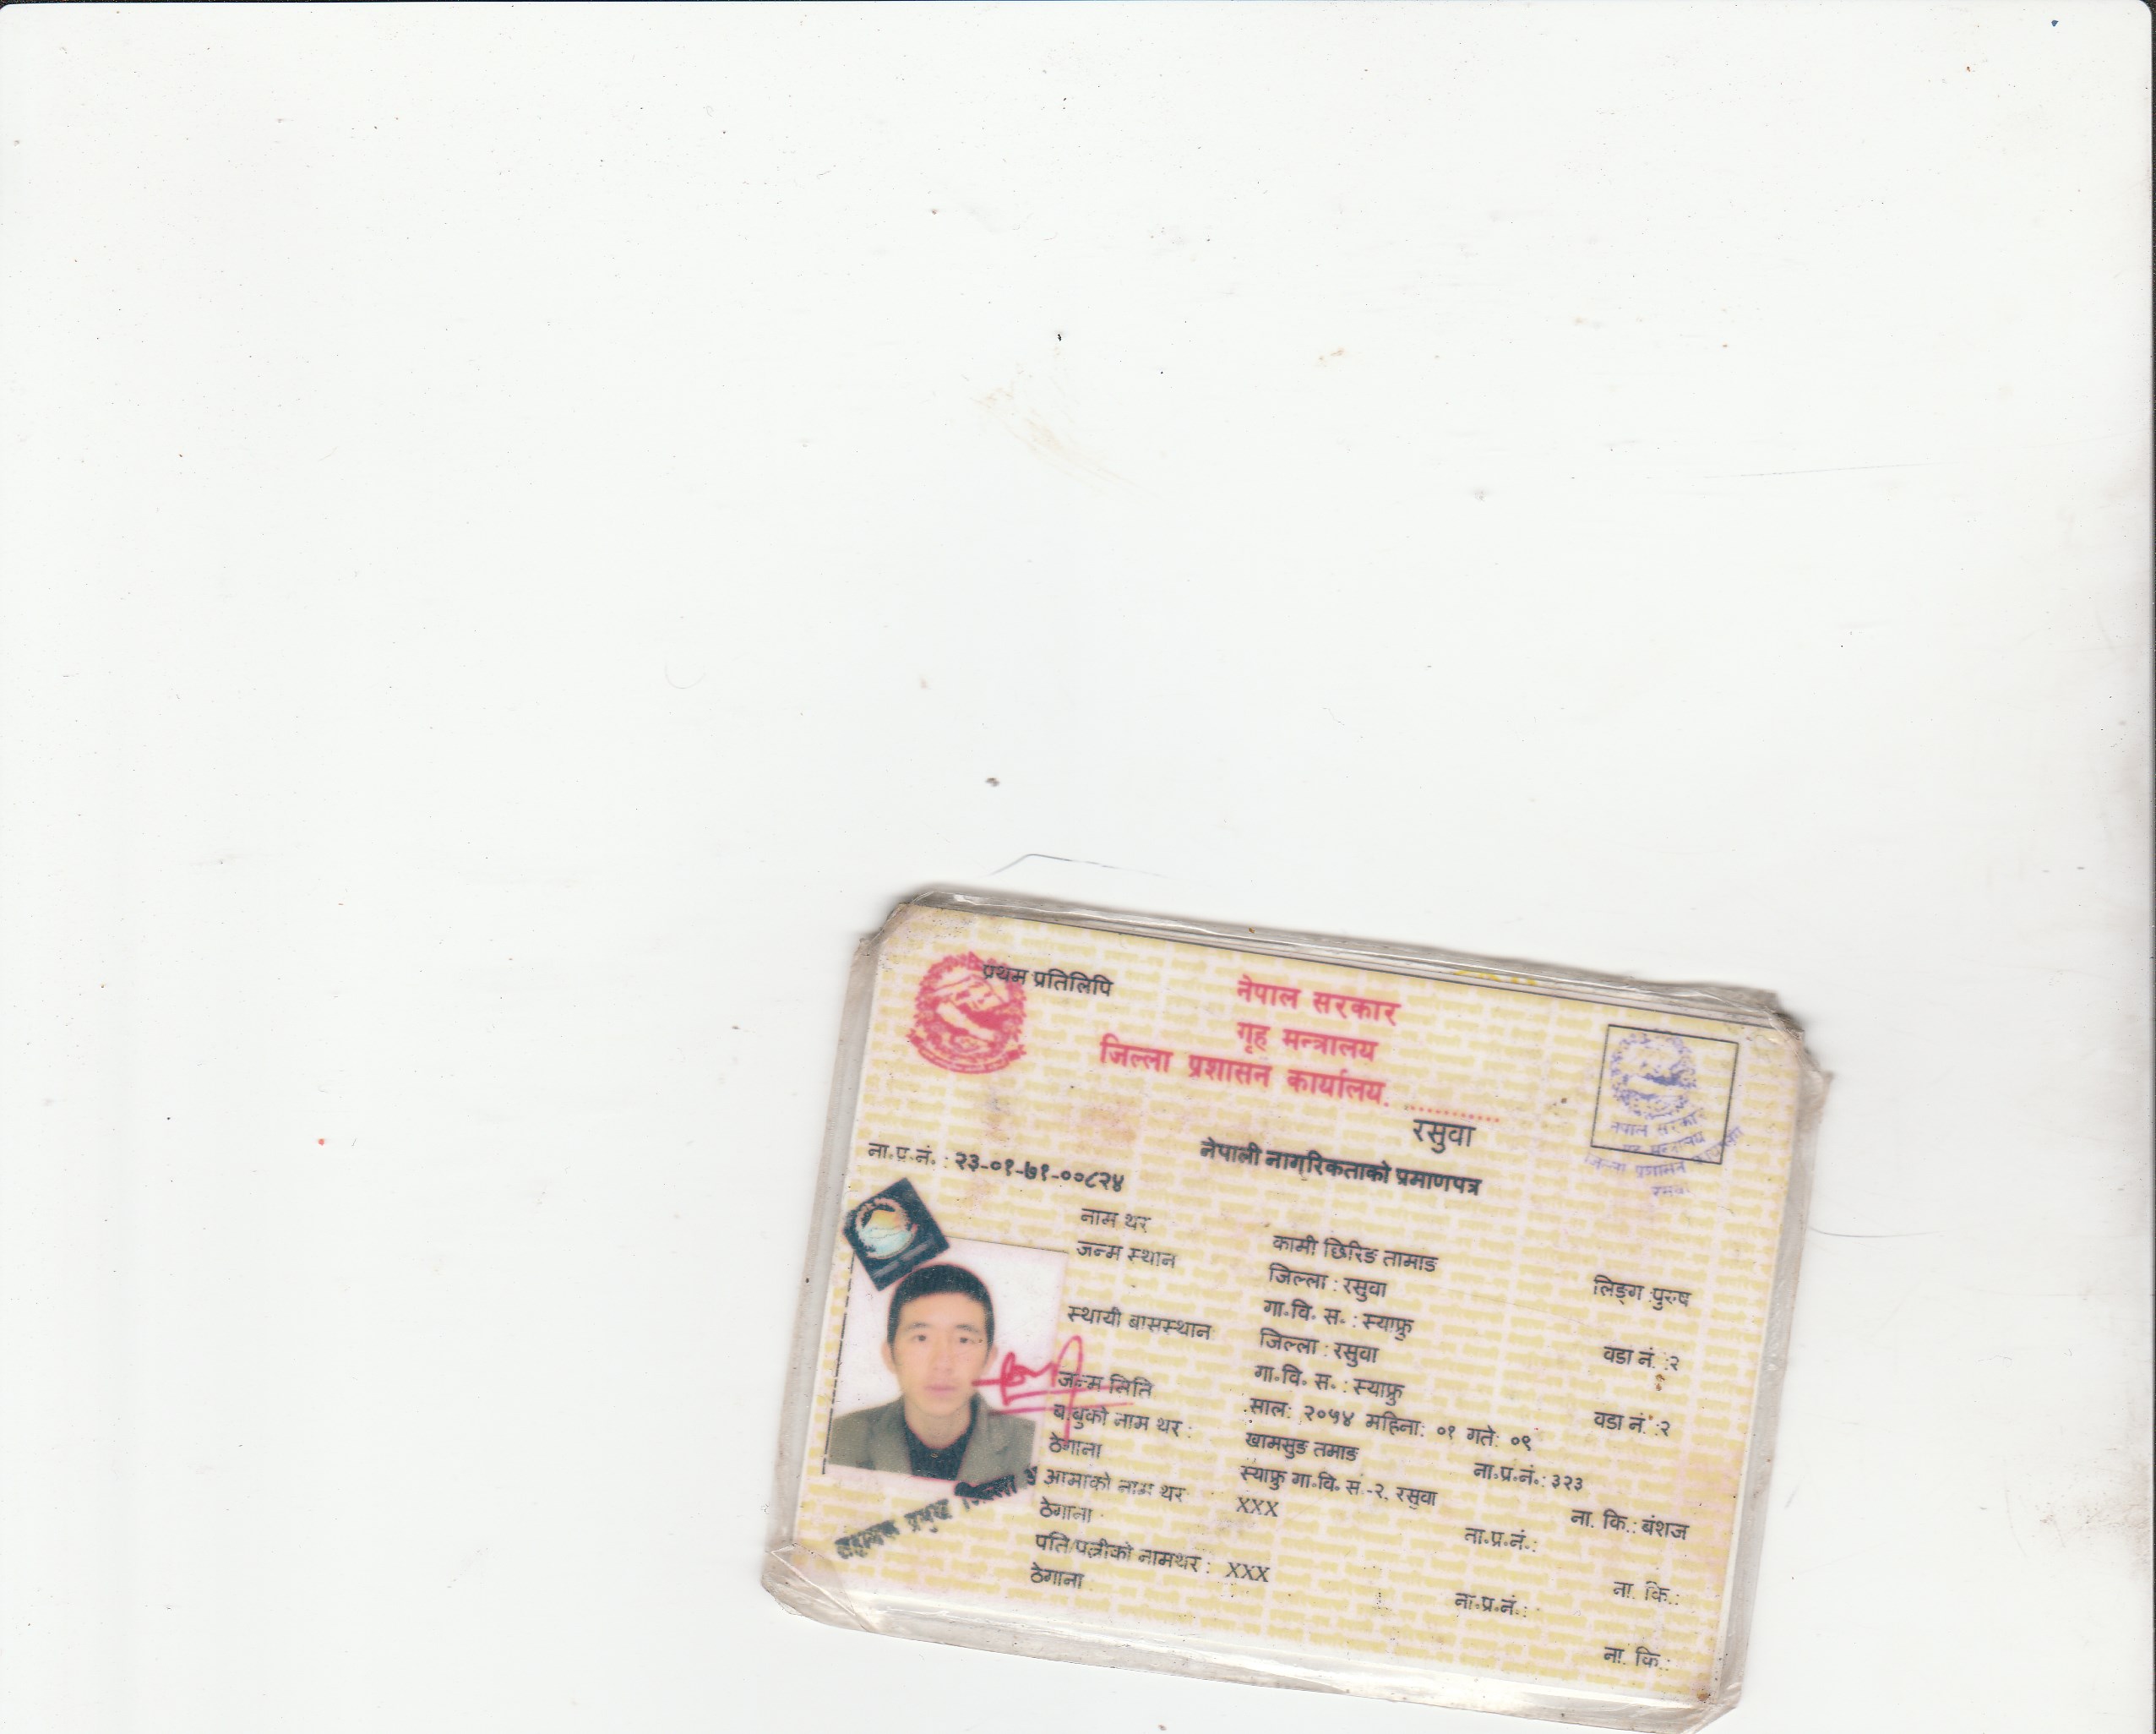 प्रथम प्रतिलिपि
नेपाल सरकार
गृह मन्त्रालय
जिल्ला प्रशासन कार्यालय, ............
रसुवा
नेपाल सरकार
गृह मन्त्रालय
जिल्ला प्रशासन कार्यालय
रसुवा
नेपाली नागरिकताको प्रमाणपत्र
ना.प्र.नं. : २३-०१-७१-००८२४
नाम थर कामी छिरिङ तामाङ लिङ्ग :पुरुष
जन्म स्थान जिल्ला : रसुवा
गा.वि. स. : स्याफ्रु वडा नं. :२
स्थायी बासस्थान जिल्ला : रसुवा
गा.वि. स. : स्याफ्रु वडा नं. :२
जन्म मिति साल: २०५४ महिना: ०१ गते: ०९
बाबुको नाम थर : खामसुङ तमाङ ना.प्र.नं.: ३२३
ठेगाना स्याफ्रु गा.वि. स.-२, रसुवा ना. कि.: बंशज
आमाको नाम थर XXX ना.प्र.नं.:
ठेगाना ना. कि.:
पति/पत्नीको नामथर : XXX ना.प्र.नं.:
ठेगाना ना. कि.:
प्रमुख जिल्ला